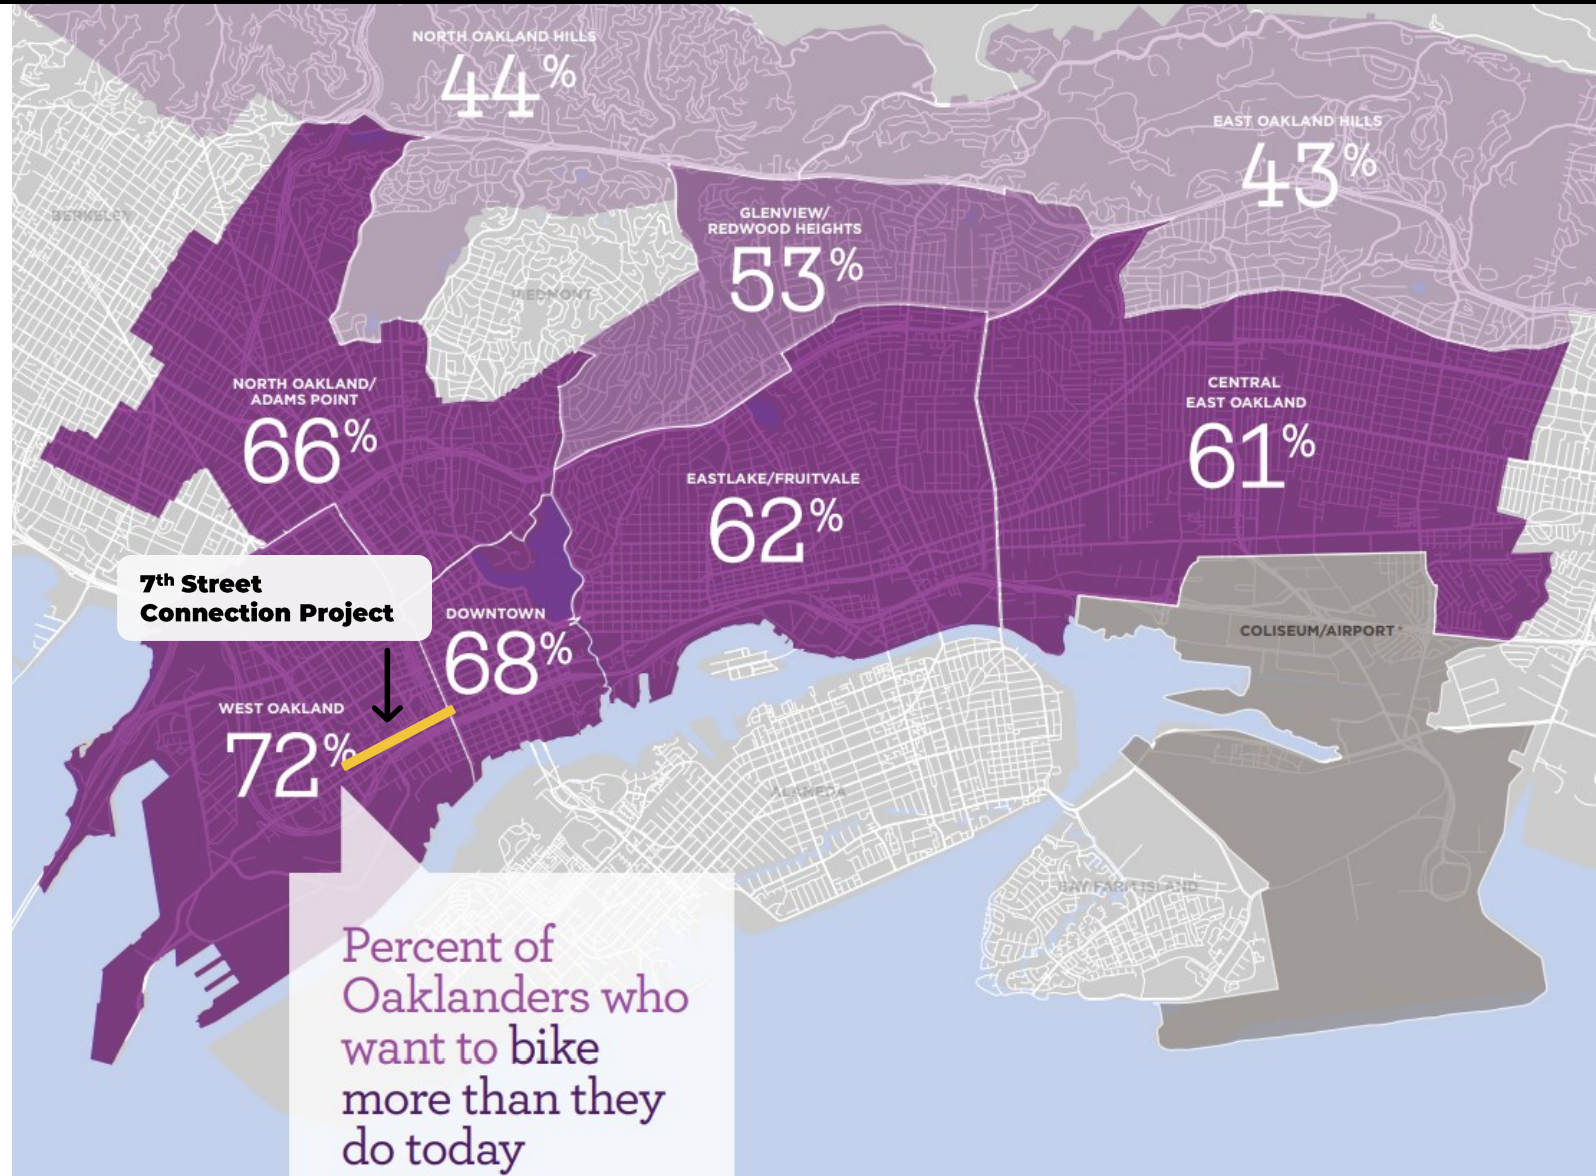 NORTH OAKLAND HILLS
44%
EAST OAKLAND HILLS
43%
BERKELEY
GLENVIEW/
REDWOOD HEIGHTS
53%
PIEDMONT
NORTH OAKLAND/
ADAMS POINT
66%
CENTRAL
EAST OAKLAND
61%
EASTLAKE/FRUITVALE
62%
7th Street
Connection Project
DOWNTOWN
68%
COLISEUM/AIRPORT*
WEST OAKLAND
72%
ALAMEDA
BAY FARM ISLAND
Percent of
Oaklanders who
want to bike
more than they
do today